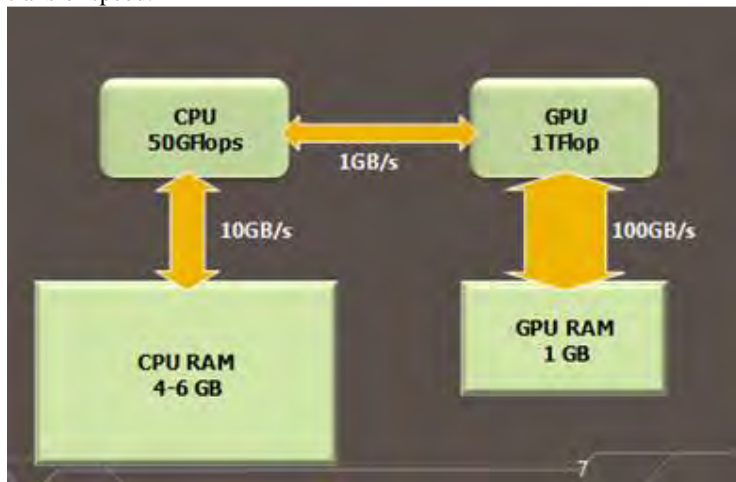 CPU
50GFlops
GPU
1TFlop
1GB/s
10GB/s
100GB/s
CPU RAM
4-6 GB
GPU RAM
1 GB
7